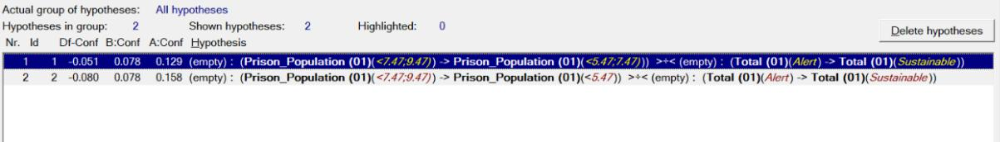 Actual group of hypotheses: All hypotheses
Hypotheses in group: 2 Shown hypotheses: 2 Highlighted: 0
Delete hypotheses
Nr. Id Df-Conf B:Conf A:Conf Hypothesis
1 1 -0.051 0.078 0.129 (empty) : (Prison_Population (01)(<7.47;9.47)) -> Prison_Population (01)(<5.47;7.47))) >÷< (empty) : (Total (01)(Alert) -> Total (01)(Sustainable))
2 2 -0.080 0.078 0.158 (empty) : (Prison_Population (01)(<7.47;9.47)) -> Prison_Population (01)(<5.47)) >÷< (empty) : (Total (01)(Alert) -> Total (01)(Sustainable))